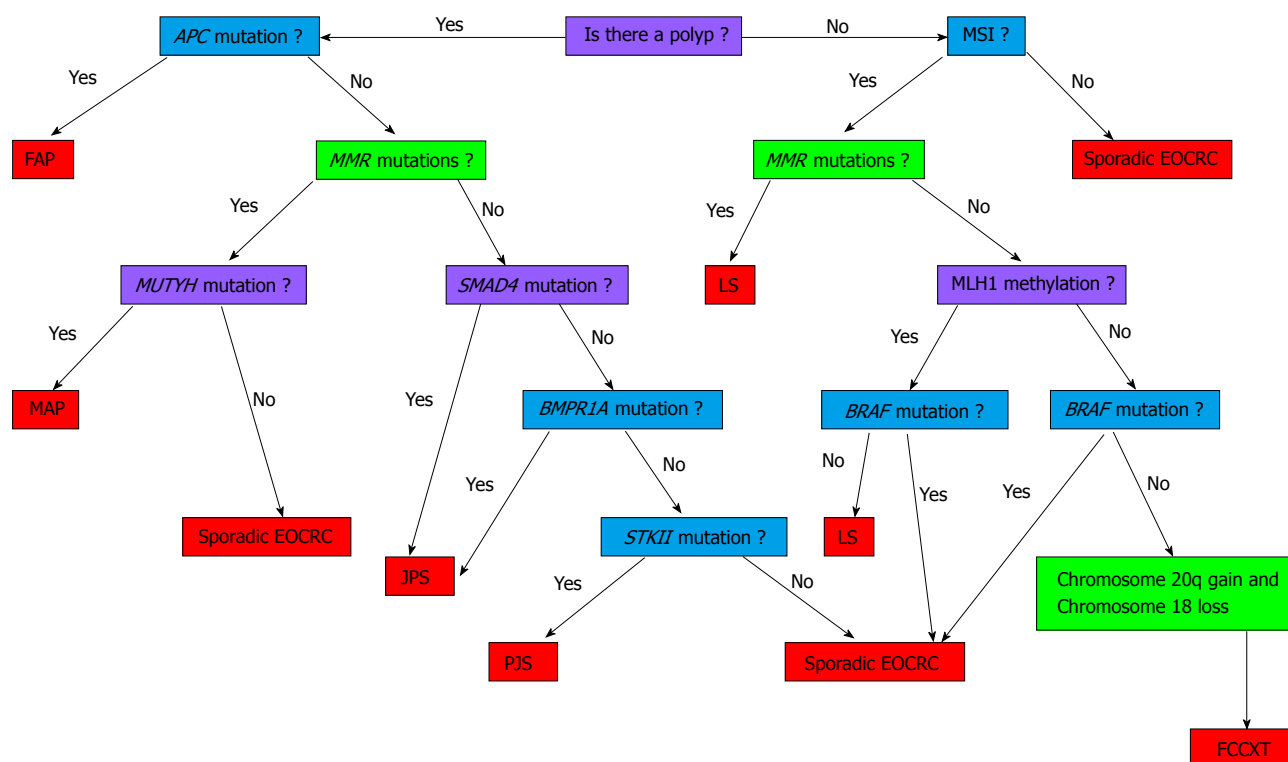 APC mutation ?
Yes
Is there a polyp ?
No
MSI ?
Yes
No
Yes
No
FAP
MMR mutations ?
MMR mutations ?
Sporadic EOCRC
Yes
No
Yes
No
MUTYH mutation ?
SMAD4 mutation ?
LS
MLH1 methylation ?
Yes
No
Yes
No
Yes
No
MAP
BMPR1A mutation ?
BRAF mutation ?
BRAF mutation ?
Yes
No
No
Yes
Yes
No
Sporadic EOCRC
JPS
STKII mutation ?
LS
Chromosome 20q gain and
Chromosome 18 loss
Yes
No
PJS
Sporadic EOCRC
FCCXT